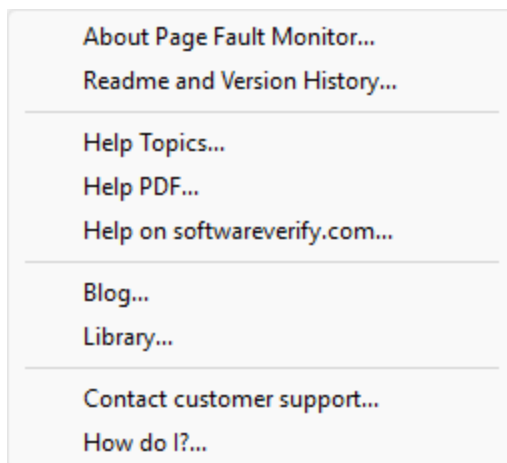 About Page Fault Monitor...
Readme and Version History...
Help Topics...
Help PDF...
Help on softwareverify.com...
Blog...
Library...
Contact customer support...
How do I?...